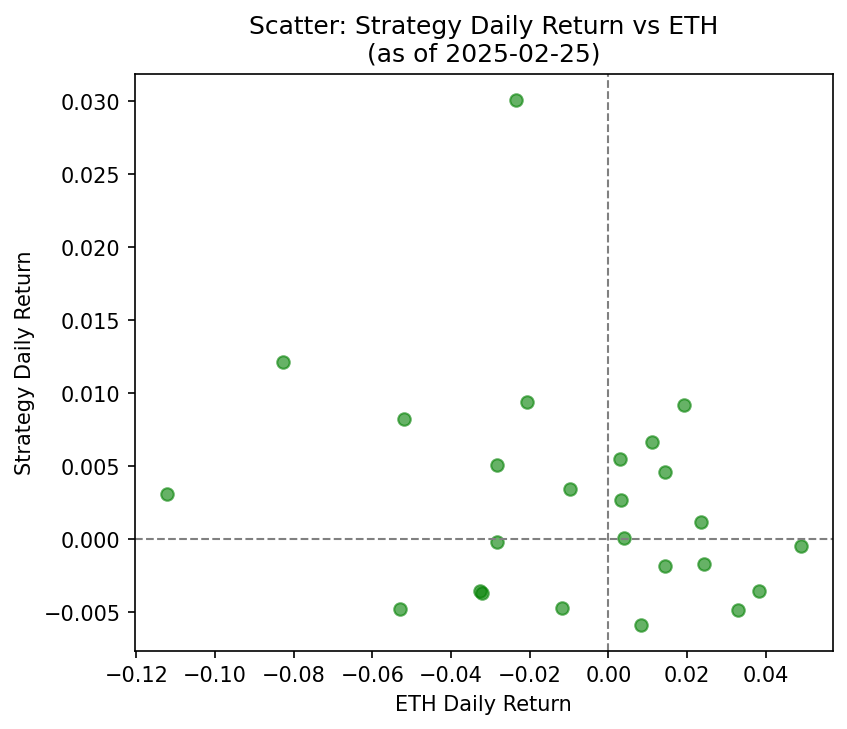 Scatter: Strategy Daily Return vs ETH
(as of 2025-02-25)
Strategy Daily Return
0.030
0.025
0.020
0.015
0.010
0.005
0.000
−0.005
−0.12 −0.10 −0.08 −0.06 −0.04 −0.02 0.00 0.02 0.04
ETH Daily Return